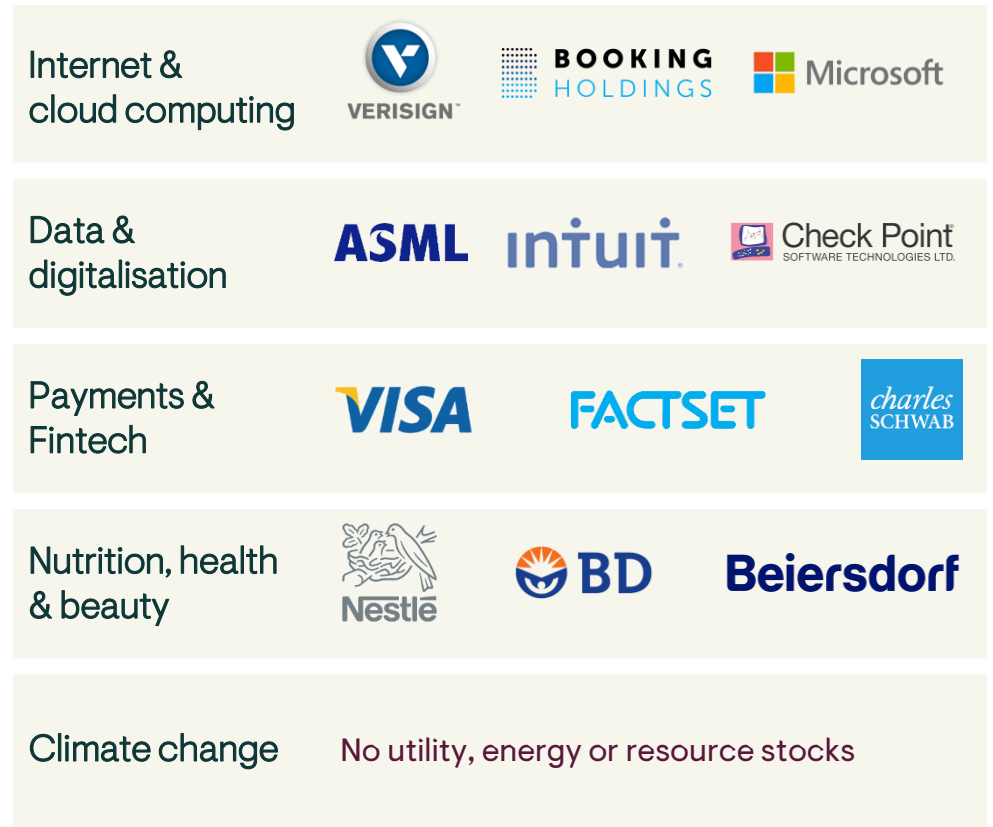 Internet &
cloud computing
VERISIGN™
BOOKING
HOLDINGS
Microsoft
Data &
digitalisation
ASML
intuit.
Check Point®
SOFTWARE TECHNOLOGIES LTD.
Payments &
Fintech
VISA
FACTSET
charles
SCHWAB
Nutrition, health
& beauty
Nestlé
BD
Beiersdorf
Climate change
No utility, energy or resource stocks